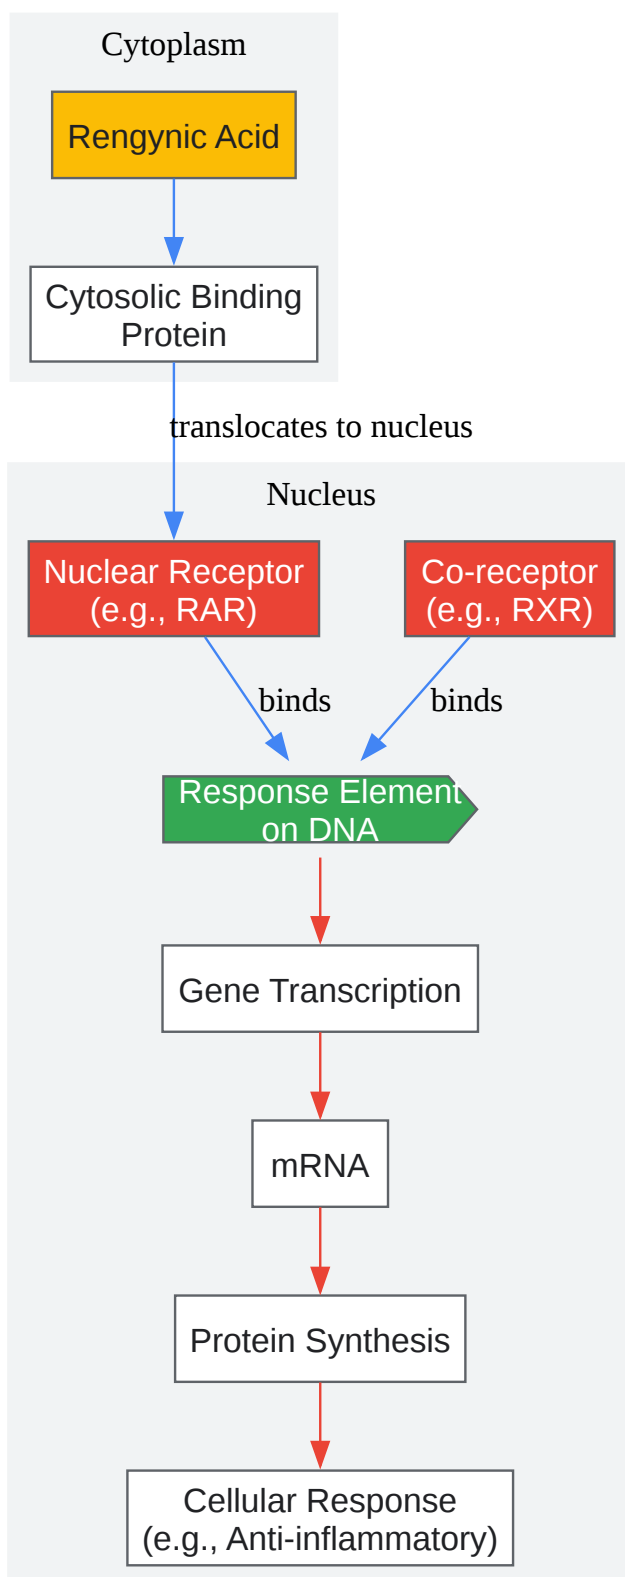 Cytoplasm
Rengynic Acid
Cytosolic Binding
Protein
translocates to nucleus
Nucleus
Nuclear Receptor
(e.g., RAR)
Co-receptor
(e.g., RXR)
binds
binds
Response Element
on DNA
Gene Transcription
mRNA
Protein Synthesis
Cellular Response
(e.g., Anti-inflammatory)